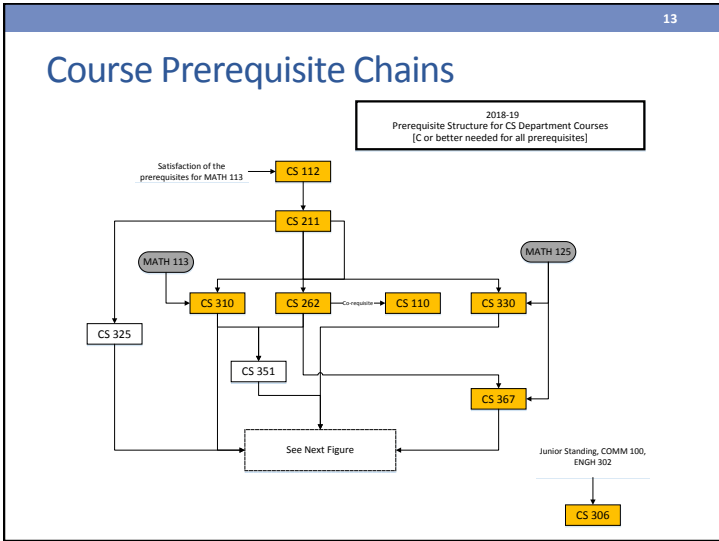 13
Course Prerequisite Chains
2018-19
Prerequisite Structure for CS Department Courses
[C or better needed for all prerequisites]
Satisfaction of the
prerequisites for MATH 113
CS 112
CS 211
MATH 113
MATH 125
CS 310
CS 262
Co-requisite
CS 110
CS 330
CS 325
CS 351
CS 367
See Next Figure
Junior Standing, COMM 100,
ENGH 302
CS 306